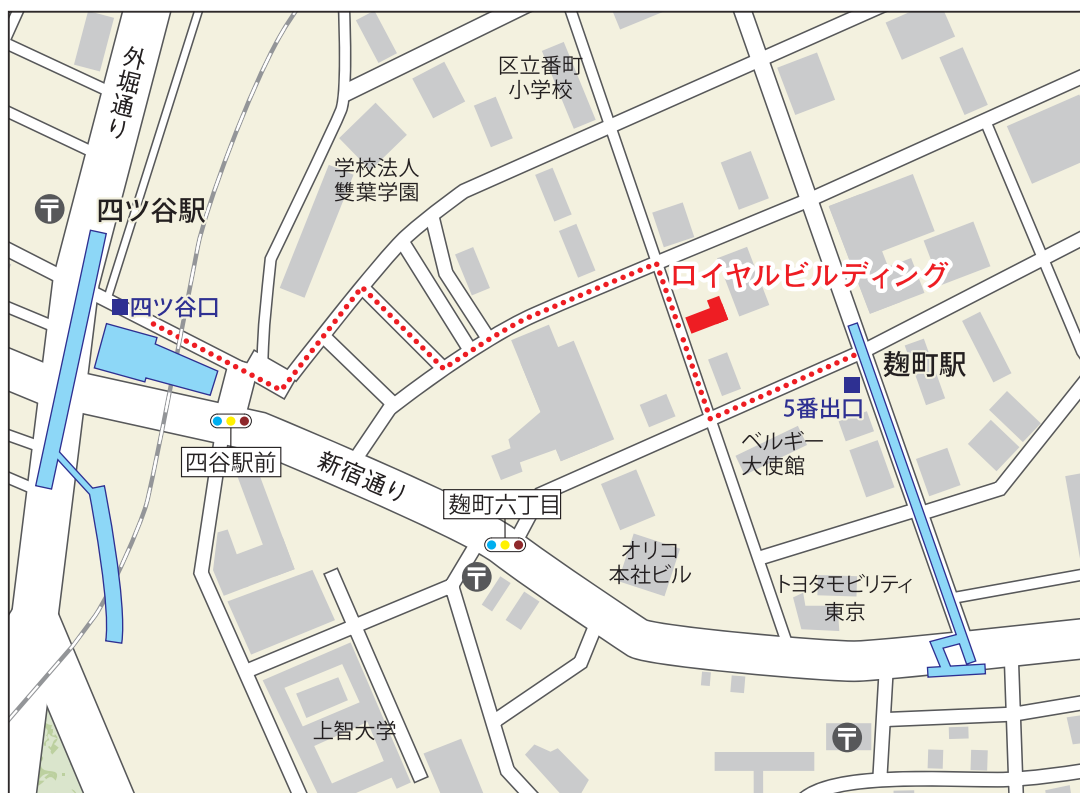 外堀通り
区立番町
小学校
学校法人
雙葉学園
〒
四ツ谷駅
ロイヤルビルディング
四ツ谷口
麹町駅
5番出口
ベルギー
大使館
四谷駅前
新宿通り
麹町六丁目
オリコ
本社ビル
〒
トヨタモビリティ
東京
上智大学
〒